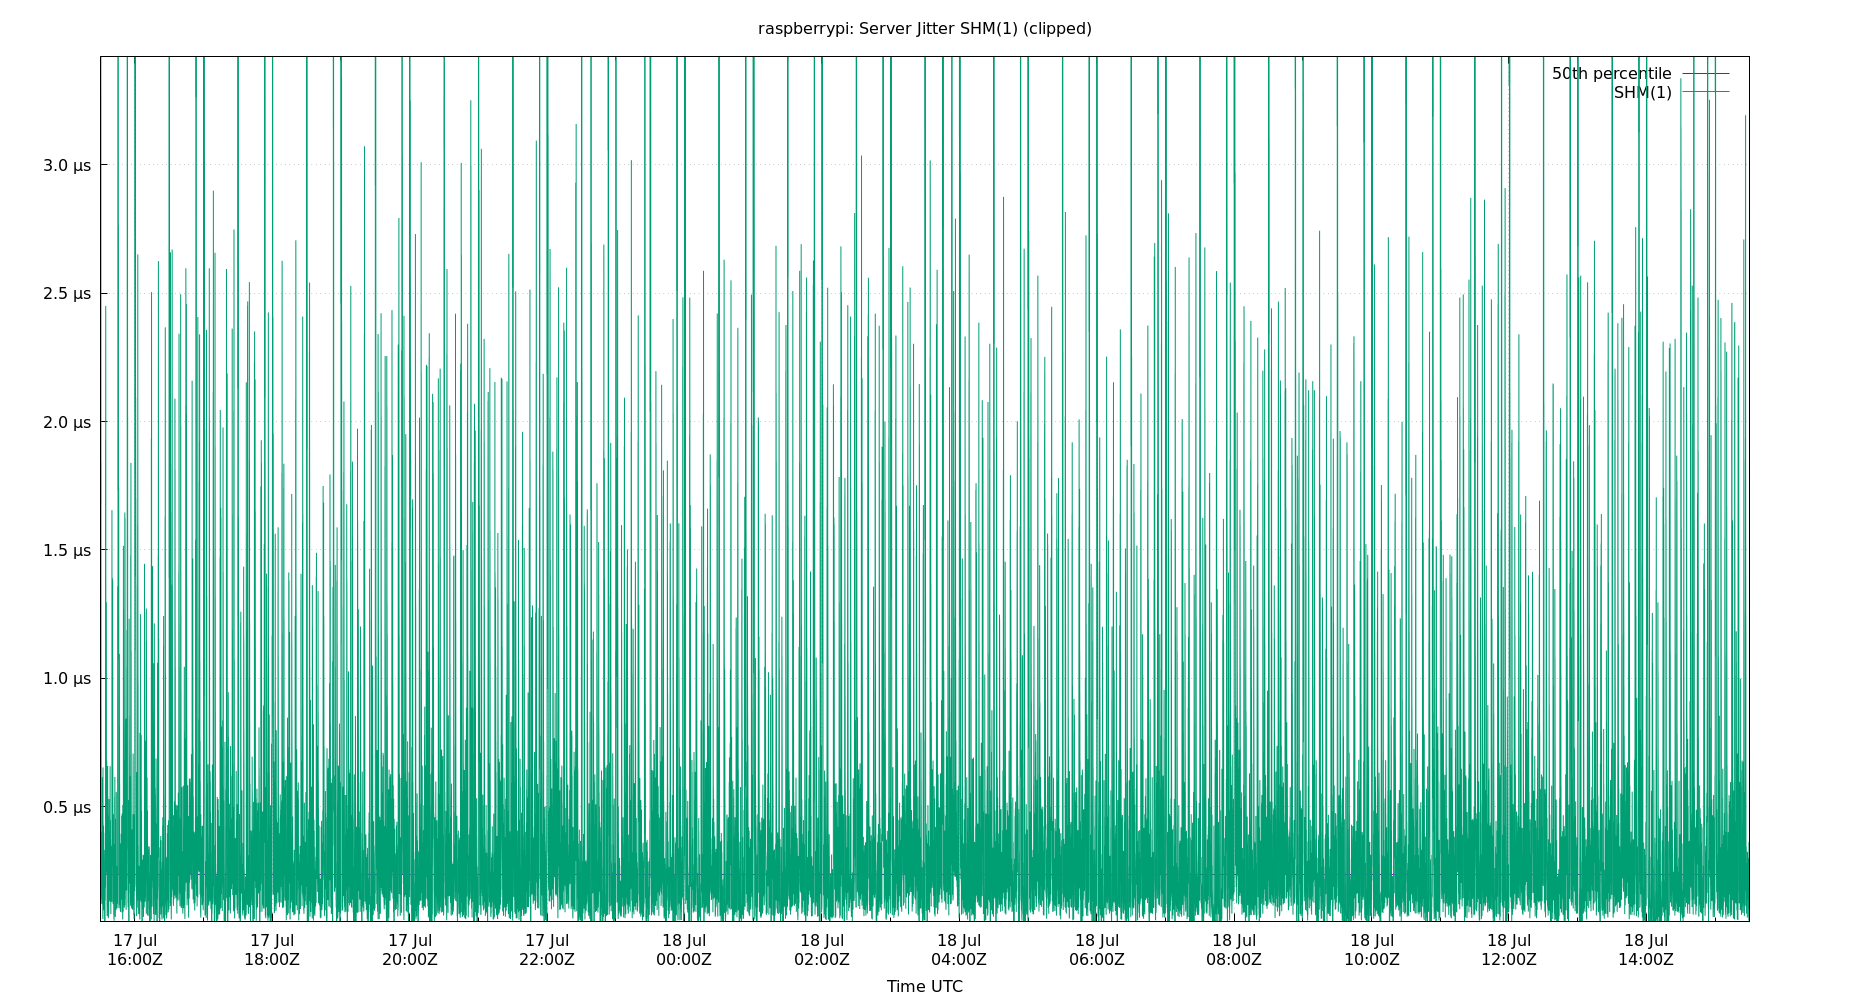 raspberrypi: Server Jitter SHM(1) (clipped)
50th percentile
SHM(1)
3.0 µs
2.5 µs
2.0 µs
1.5 µs
1.0 µs
0.5 µs
17 Jul 17 Jul 17 Jul 17 Jul 18 Jul 18 Jul 18 Jul 18 Jul 18 Jul 18 Jul 18 Jul 18 Jul
16:00Z 18:00Z 20:00Z 22:00Z 00:00Z 02:00Z 04:00Z 06:00Z 08:00Z 10:00Z 12:00Z 14:00Z
Time UTC